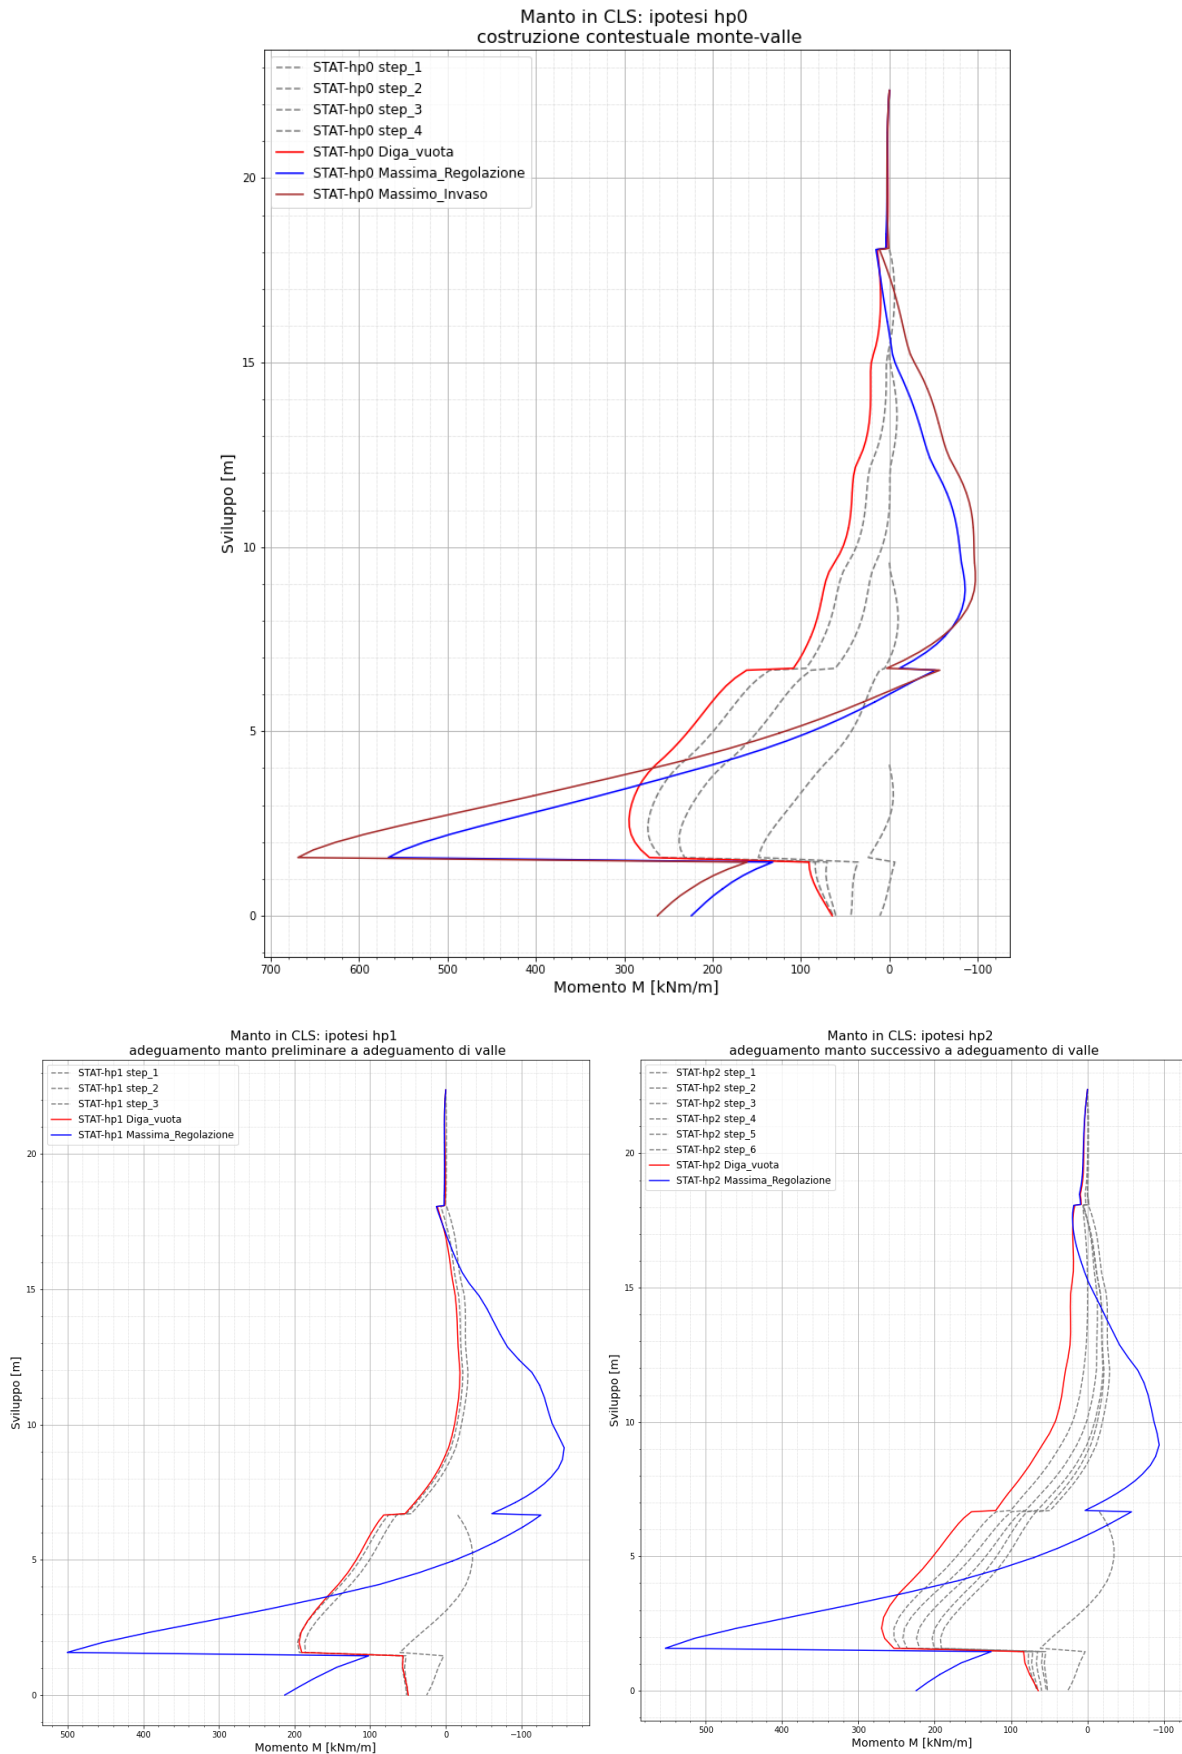 Manto in CLS: ipotesi hp0
costruzione contestuale monte-valle
STAT-hp0 step_1
STAT-hp0 step_2
STAT-hp0 step_3
STAT-hp0 step_4
STAT-hp0 Diga_vuota
STAT-hp0 Massima_Regolazione
STAT-hp0 Massimo_Invaso
20
15
10
5
0
Sviluppo [m]
700 600 500 400 300 200 100 0 −100
Momento M [kNm/m]
Manto in CLS: ipotesi hp1
adeguamento manto preliminare a adeguamento di valle
STAT-hp1 step_1
STAT-hp1 step_2
STAT-hp1 step_3
STAT-hp1 Diga_vuota
STAT-hp1 Massima_Regolazione
20
15
10
5
0
Sviluppo [m]
500 400 300 200 100 0 −100
Momento M [kNm/m]
Manto in CLS: ipotesi hp2
adeguamento manto successivo a adeguamento di valle
STAT-hp2 step_1
STAT-hp2 step_2
STAT-hp2 step_3
STAT-hp2 step_4
STAT-hp2 step_5
STAT-hp2 step_6
STAT-hp2 Diga_vuota
STAT-hp2 Massima_Regolazione
20
15
10
5
0
Sviluppo [m]
500 400 300 200 100 0 −100
Momento M [kNm/m]